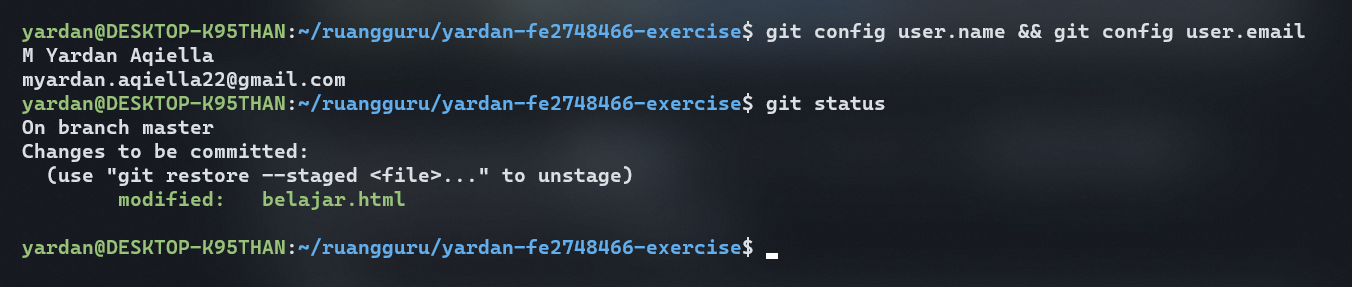 yardan@DESKTOP-K95THAN:~/ruangguru/yardan-fe2748466-exercise$ git config user.name && git config user.email
M Yardan Aqiella
myardan.aqiella22@gmail.com
yardan@DESKTOP-K95THAN:~/ruangguru/yardan-fe2748466-exercise$ git status
On branch master
Changes to be committed:
  (use "git restore --staged <file>..." to unstage)
        modified:   belajar.html

yardan@DESKTOP-K95THAN:~/ruangguru/yardan-fe2748466-exercise$